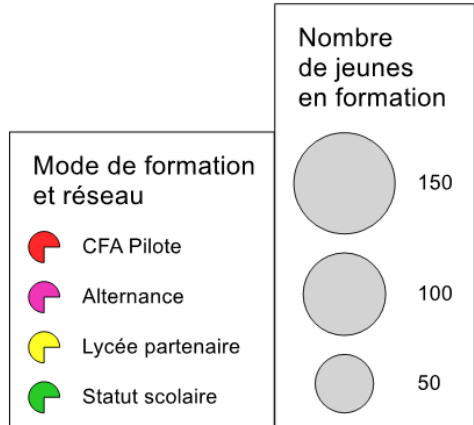 Mode de formation
et réseau
CFA Pilote
Alternance
Lycée partenaire
Statut scolaire
Nombre
de jeunes
en formation
150
100
50